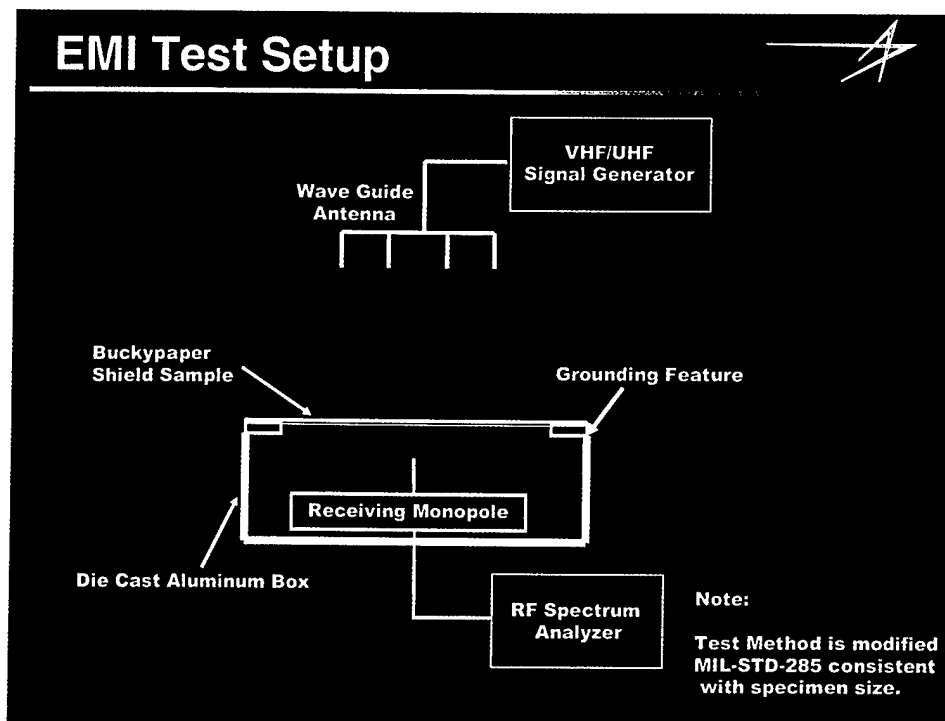 EMI Test Setup
VHF/UHF
Signal Generator
Wave Guide
Antenna
Buckypaper
Shield Sample
Grounding Feature
Receiving Monopole
Die Cast Aluminum Box
RF Spectrum
Analyzer
Note:
Test Method is modified
MIL-STD-285 consistent
with specimen size.